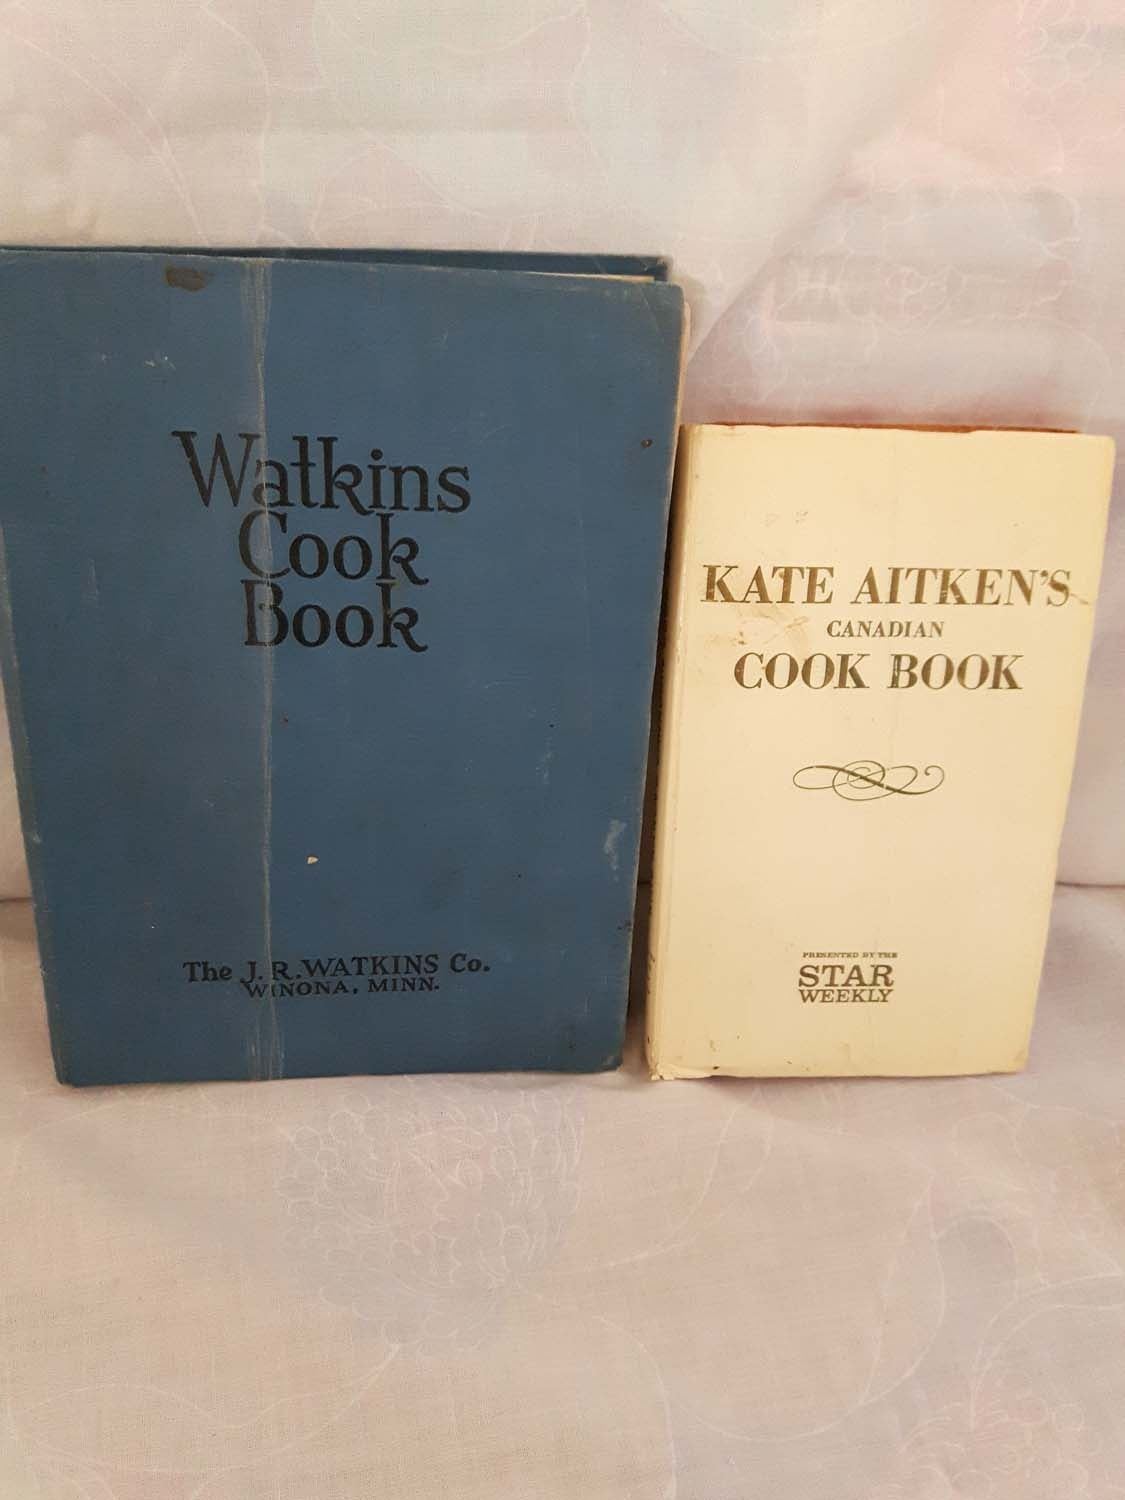 Watkins
Cook
Book
The J. R. WATKINS Co.
WINONA, MINN.
KATE AITKEN'S
CANADIAN
COOK BOOK
PRESENTED BY THE
STAR
WEEKLY